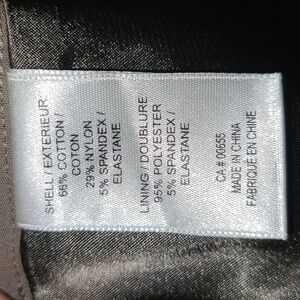 SHELL / EXTERIEUR
66% COTTON /
COTON
29% NYLON
5% SPANDEX /
ELASTANE
LINING / DOUBLURE
95% POLYESTER
5% SPANDEX /
ELASTANE
CA # 00655
MADE IN CHINA
FABRIQUÉ EN CHINE